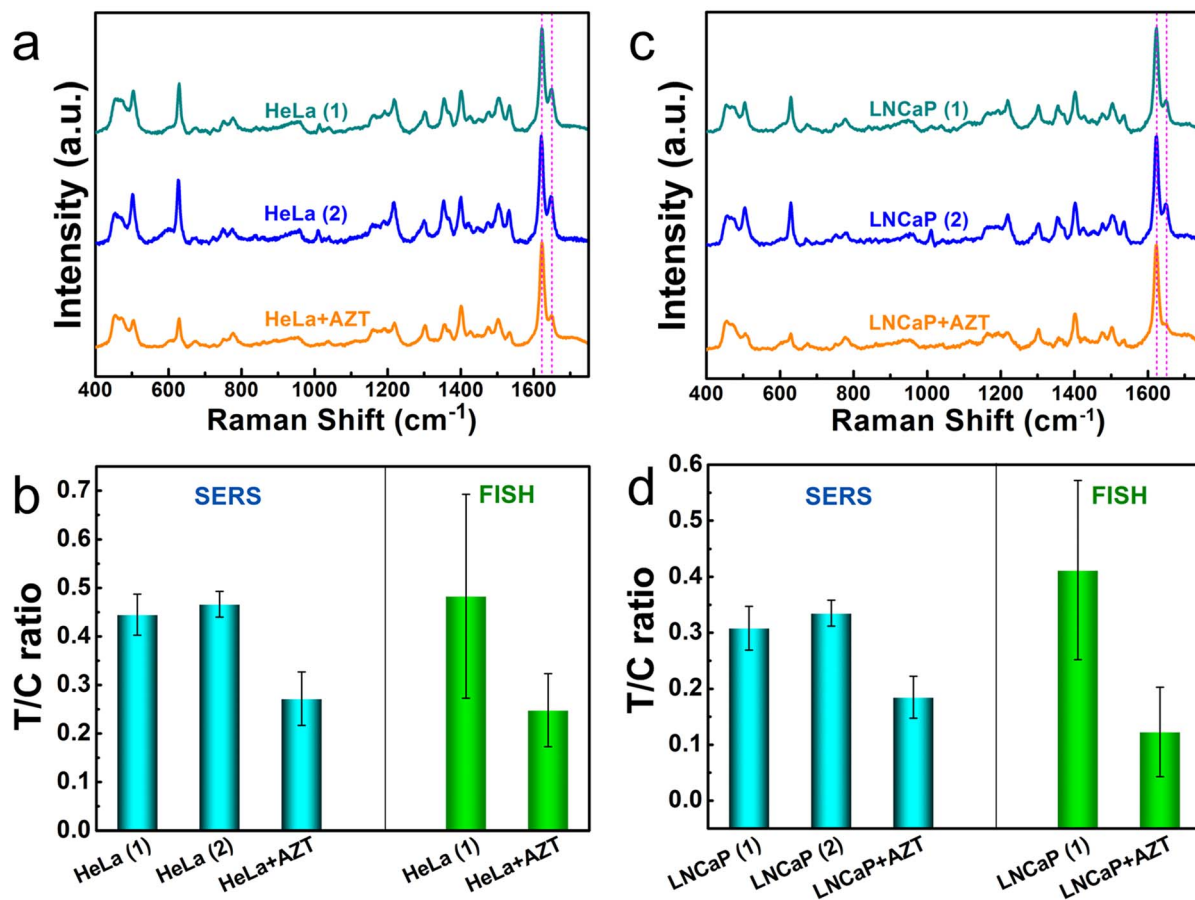 a
Intensity (a.u.)
HeLa (1)
HeLa (2)
HeLa+AZT
400 600 800 1000 1200 1400 1600
Raman Shift (cm-1)
c
Intensity (a.u.)
LNCaP (1)
LNCaP (2)
LNCaP+AZT
400 600 800 1000 1200 1400 1600
Raman Shift (cm-1)
b
T/C ratio
0.7
0.6
0.5
0.4
0.3
0.2
0.1
0.0
SERS
FISH
HeLa (1) HeLa (2) HeLa+AZT HeLa (1) HeLa+AZT
d
T/C ratio
0.6
0.5
0.4
0.3
0.2
0.1
0.0
SERS
FISH
LNCaP (1) LNCaP (2) LNCaP+AZT LNCaP (1) LNCaP+AZT